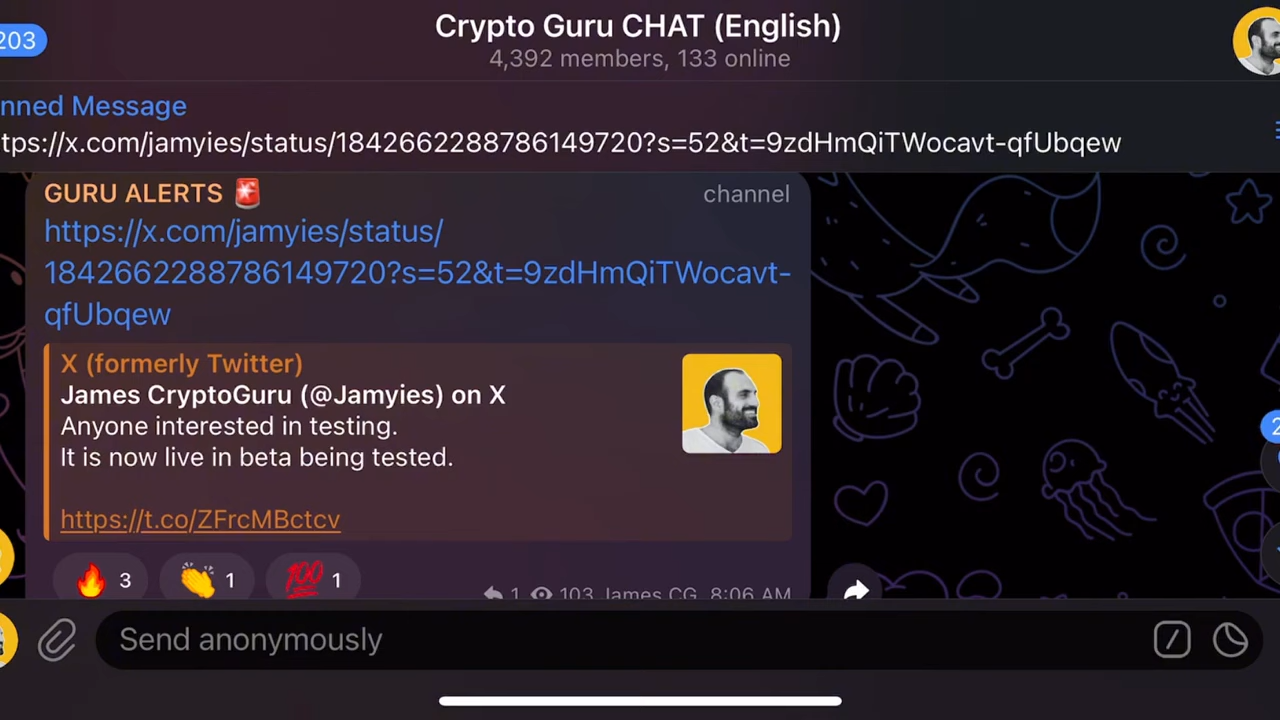 Crypto Guru CHAT (English)
203
4,392 members, 133 online
nned Message
tps://x.com/jamyies/status/1842662288786149720?s=52&t=9zdHmQiTWocavt-qfUbqew
GURU ALERTS 🚨 channel
https://x.com/jamyies/status/
1842662288786149720?s=52&t=9zdHmQiTWocavt-
qfUbqew
X (formerly Twitter)
James CryptoGuru (@Jamyies) on X
Anyone interested in testing.
It is now live in beta being tested.
https://t.co/ZFrcMBctcv
🔥 3 👏 1 💯 1
1 103 James CG, 8:06 AM
Send anonymously